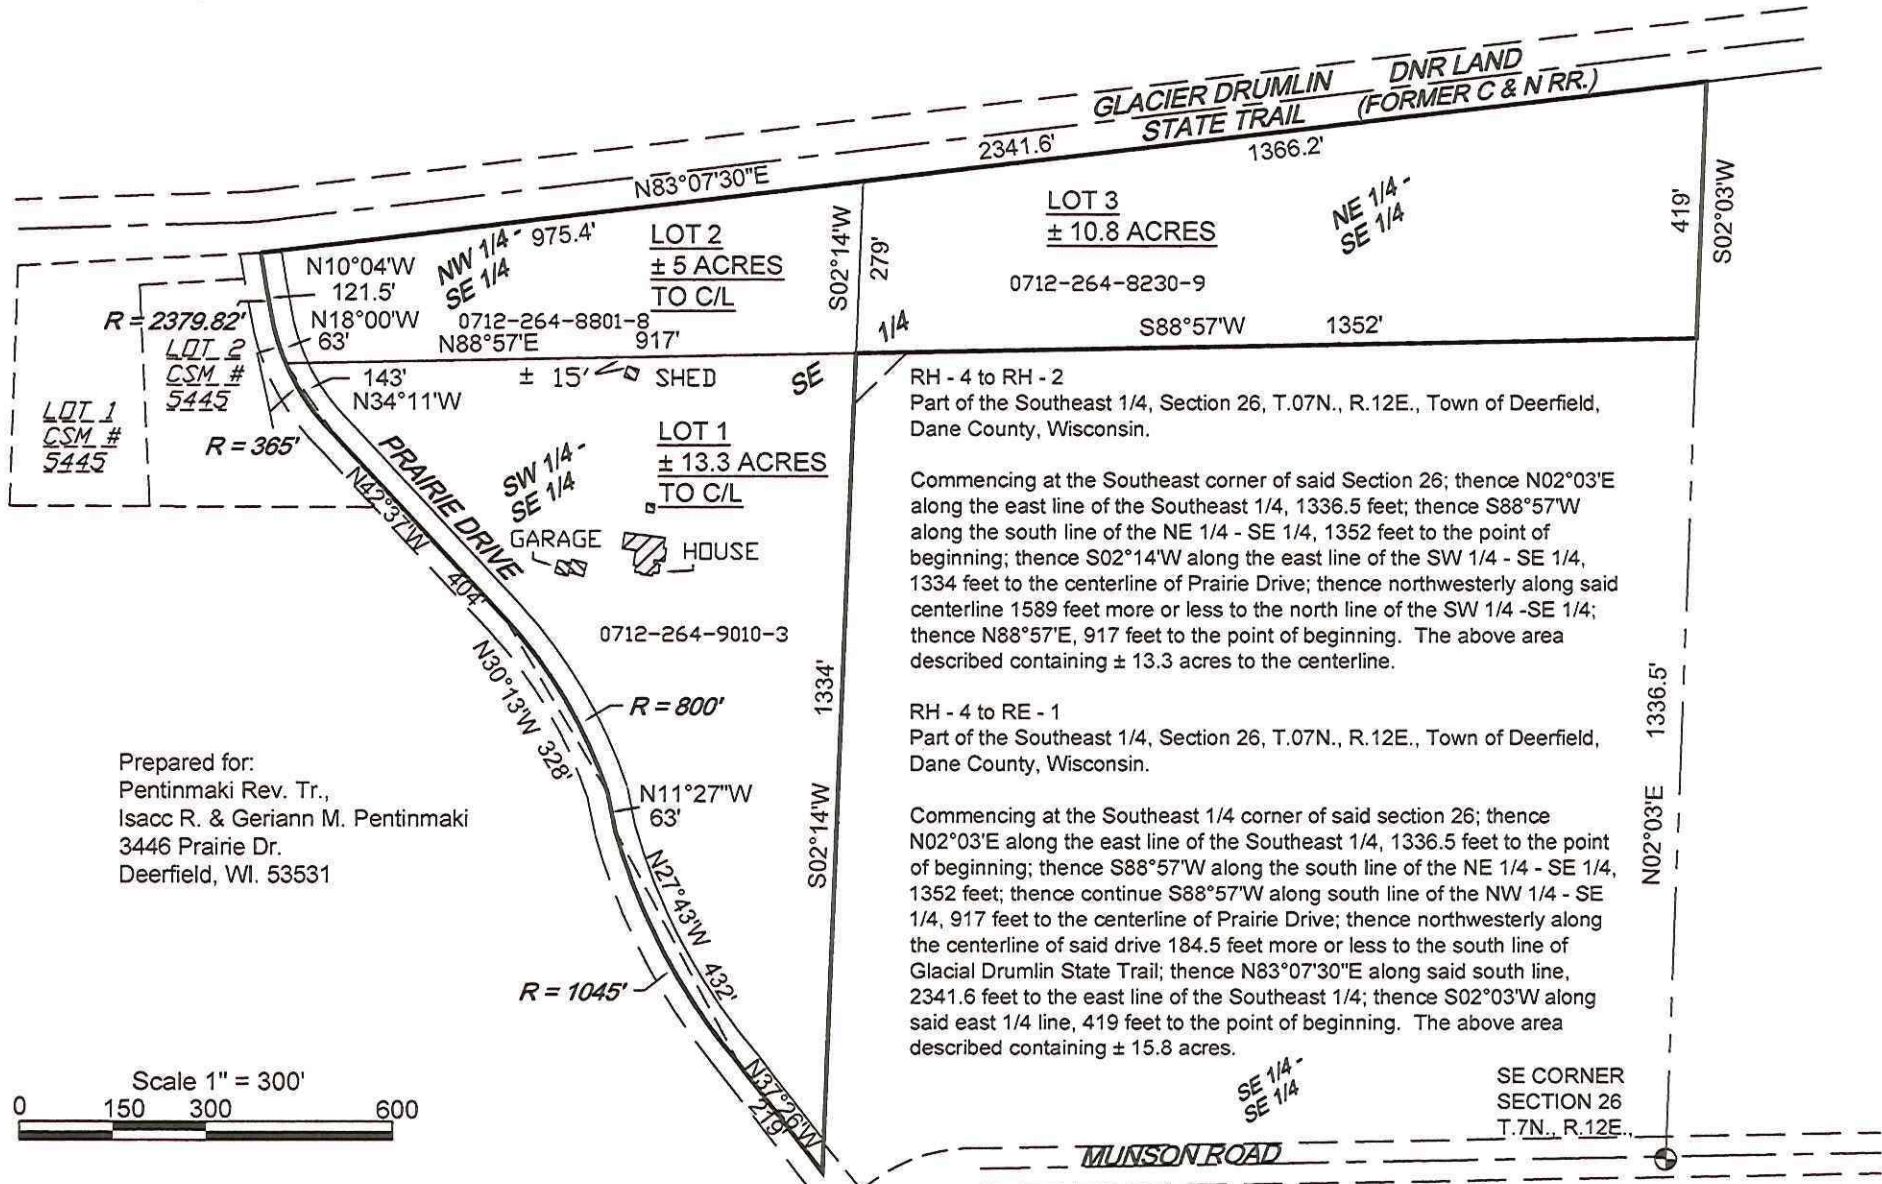 GLACIER DRUMLIN
STATE TRAIL
DNR LAND
(FORMER C & N RR.)
2341.6'
1366.2'
N83°07'30"E
975.4'
NW 1/4 -
SE 1/4
LOT 2
± 5 ACRES
TO C/L
S02°14'W
279'
LOT 3
± 10.8 ACRES
NE 1/4 -
SE 1/4
419'
S02°03'W
0712-264-8230-9
S88°57'W
1352'
N10°04'W
121.5'
R = 2379.82'
N18°00'W
63'
0712-264-8801-8
N88°57'E
917'
SE
1/4
LOT 2
CSM #
5445
LOT 1
CSM #
5445
143'
N34°11'W
± 15'
SHED
R = 365'
LOT 1
± 13.3 ACRES
TO C/L
SW 1/4 -
SE 1/4
PRAIRIE DRIVE
N42°37'W
404'
GARAGE
HOUSE
0712-264-9010-3
N30°13'W 328'
R = 800'
1334'
S02°14'W
N11°27"W
63'
N27°43'W 432'
R = 1045'
N37°26'W
219'
RH - 4 to RH - 2
Part of the Southeast 1/4, Section 26, T.07N., R.12E., Town of Deerfield,
Dane County, Wisconsin.
Commencing at the Southeast corner of said Section 26; thence N02°03'E
along the east line of the Southeast 1/4, 1336.5 feet; thence S88°57'W
along the south line of the NE 1/4 - SE 1/4, 1352 feet to the point of
beginning; thence S02°14'W along the east line of the SW 1/4 - SE 1/4,
1334 feet to the centerline of Prairie Drive; thence northwesterly along said
centerline 1589 feet more or less to the north line of the SW 1/4 -SE 1/4;
thence N88°57'E, 917 feet to the point of beginning. The above area
described containing ± 13.3 acres to the centerline.
RH - 4 to RE - 1
Part of the Southeast 1/4, Section 26, T.07N., R.12E., Town of Deerfield,
Dane County, Wisconsin.
Commencing at the Southeast 1/4 corner of said section 26; thence
N02°03'E along the east line of the Southeast 1/4, 1336.5 feet to the point
of beginning; thence S88°57'W along the south line of the NE 1/4 - SE 1/4,
1352 feet; thence continue S88°57'W along south line of the NW 1/4 - SE
1/4, 917 feet to the centerline of Prairie Drive; thence northwesterly along
the centerline of said drive 184.5 feet more or less to the south line of
Glacial Drumlin State Trail; thence N83°07'30"E along said south line,
2341.6 feet to the east line of the Southeast 1/4; thence S02°03'W along
said east 1/4 line, 419 feet to the point of beginning. The above area
described containing ± 15.8 acres.
1336.5'
N02°03'E
Prepared for:
Pentinmaki Rev. Tr.,
Isacc R. & Geriann M. Pentinmaki
3446 Prairie Dr.
Deerfield, WI. 53531
Scale 1" = 300'
0 150 300 600
SE 1/4 -
SE 1/4
SE CORNER
SECTION 26
T.7N., R.12E.,
MUNSON ROAD